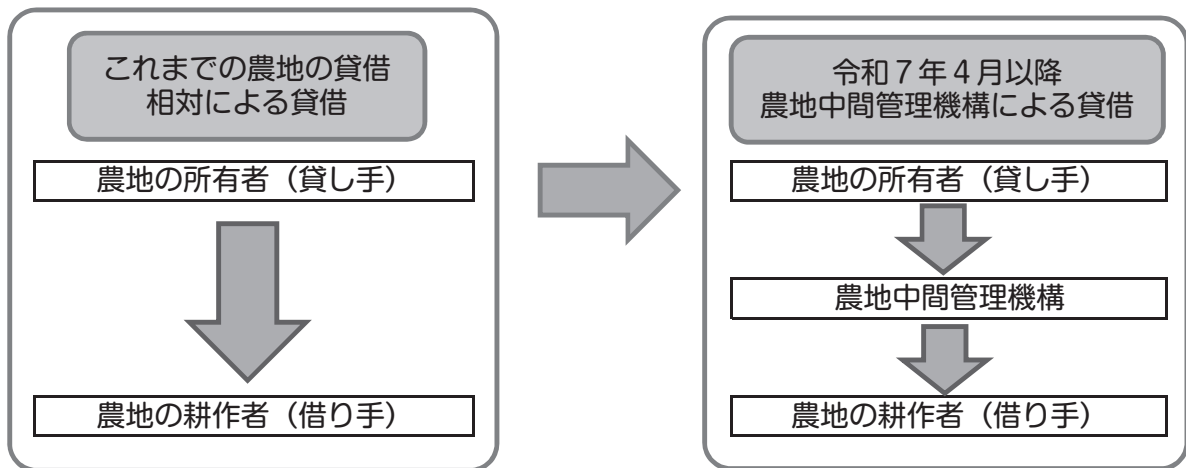 これまでの農地の貸借
相対による貸借
農地の所有者（貸し手）
農地の耕作者（借り手）
令和７年４月以降
農地中間管理機構による貸借
農地の所有者（貸し手）
農地中間管理機構
農地の耕作者（借り手）